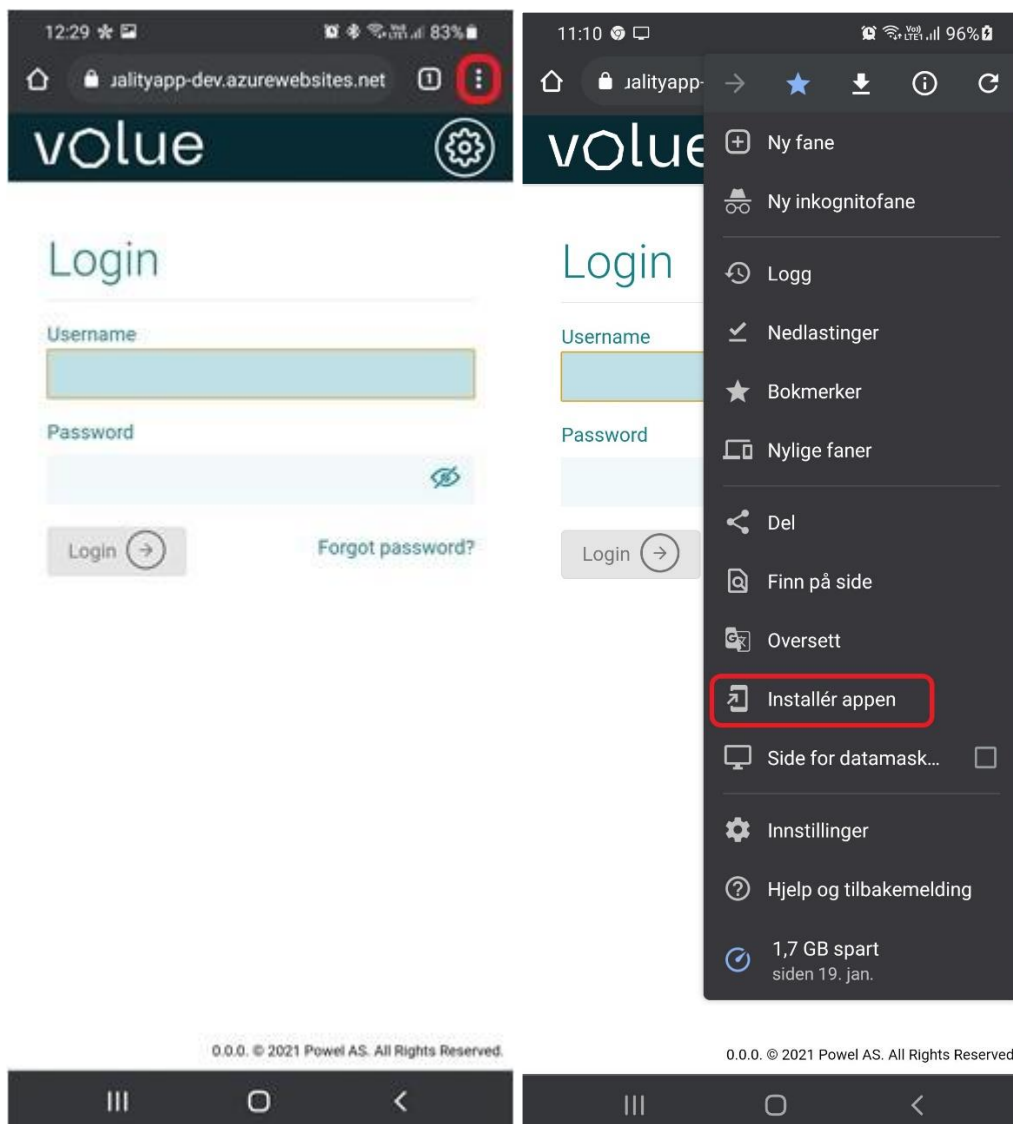 12:29
83%
ualityapp-dev.azurewebsites.net
1
volue
Login
Username
Password
Login
Forgot password?
0.0.0. © 2021 Powel AS. All Rights Reserved.
11:10
Vo)) LTE1 96%
ualityapp-
volue
Login
Username
Password
Login
Ny fane
Ny inkognitofane
Logg
Nedlastinger
Bokmerker
Nylige faner
Del
Finn på side
Oversett
Installér appen
Side for datamask...
Innstillinger
Hjelp og tilbakemelding
1,7 GB spart
siden 19. jan.
0.0.0. © 2021 Powel AS. All Rights Reserved